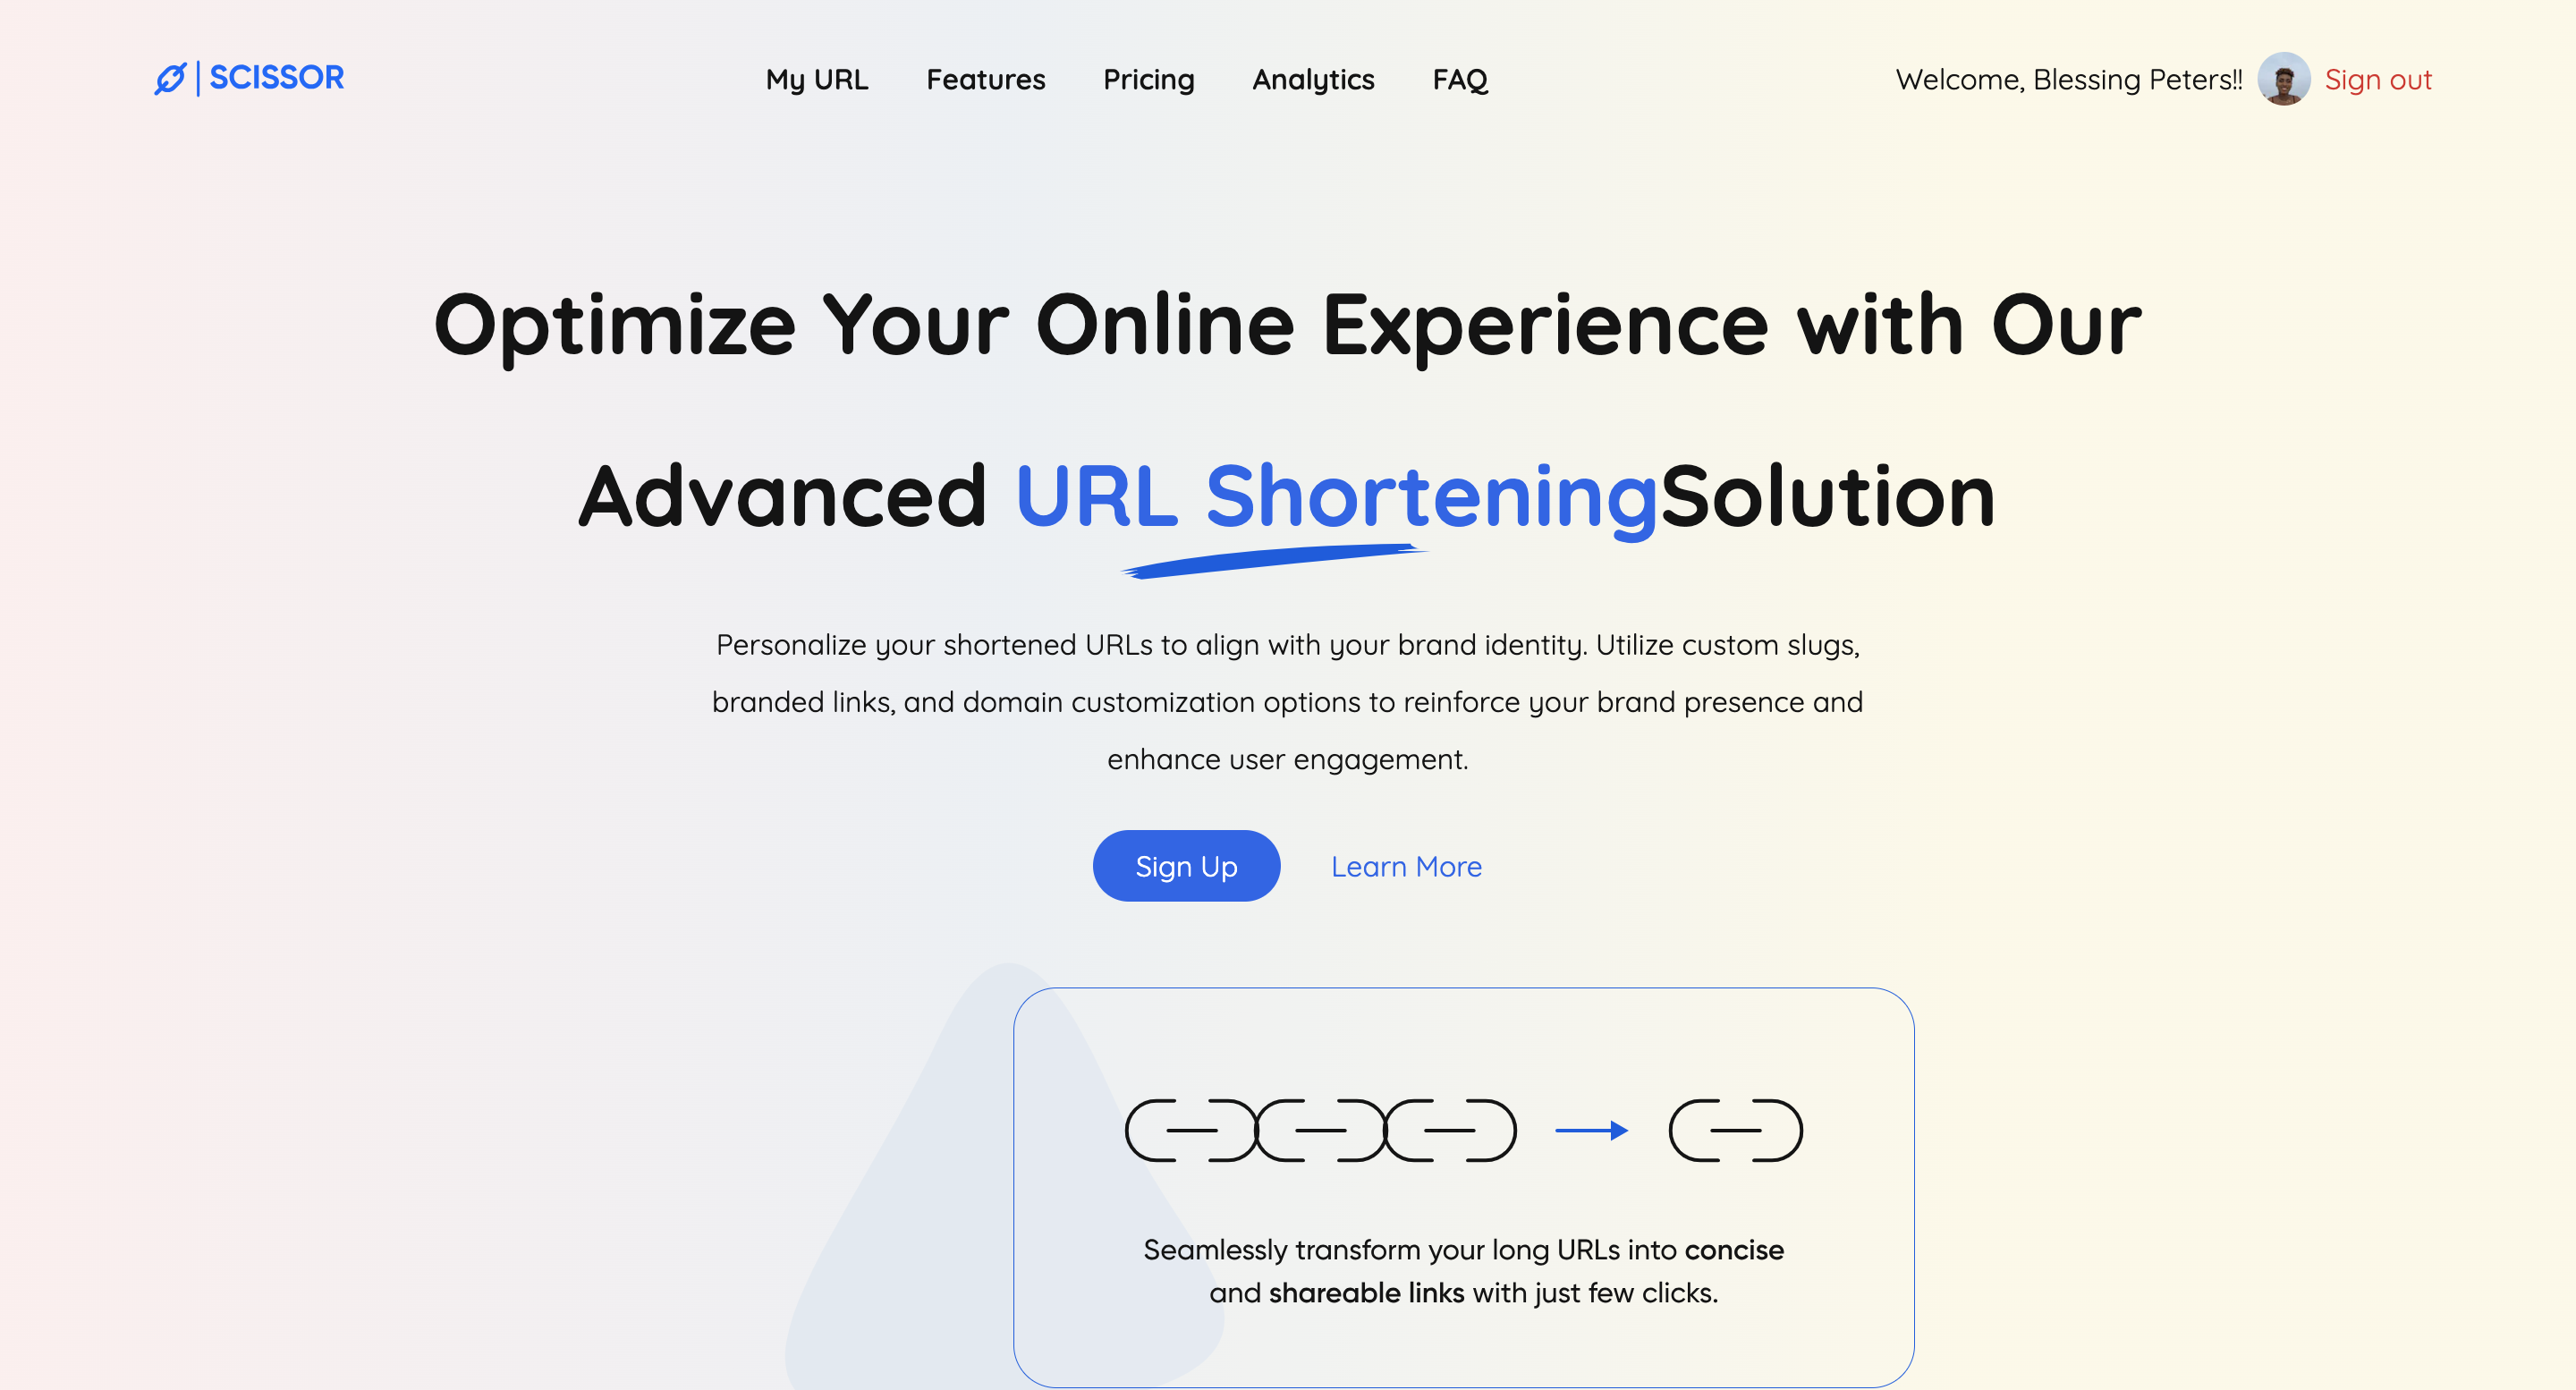 SCISSOR
My URL Features Pricing Analytics FAQ
Welcome, Blessing Peters!! Sign out
Optimize Your Online Experience with Our
Advanced URL ShorteningSolution
Personalize your shortened URLs to align with your brand identity. Utilize custom slugs,
branded links, and domain customization options to reinforce your brand presence and
enhance user engagement.
Sign Up Learn More
Seamlessly transform your long URLs into concise
and shareable links with just few clicks.